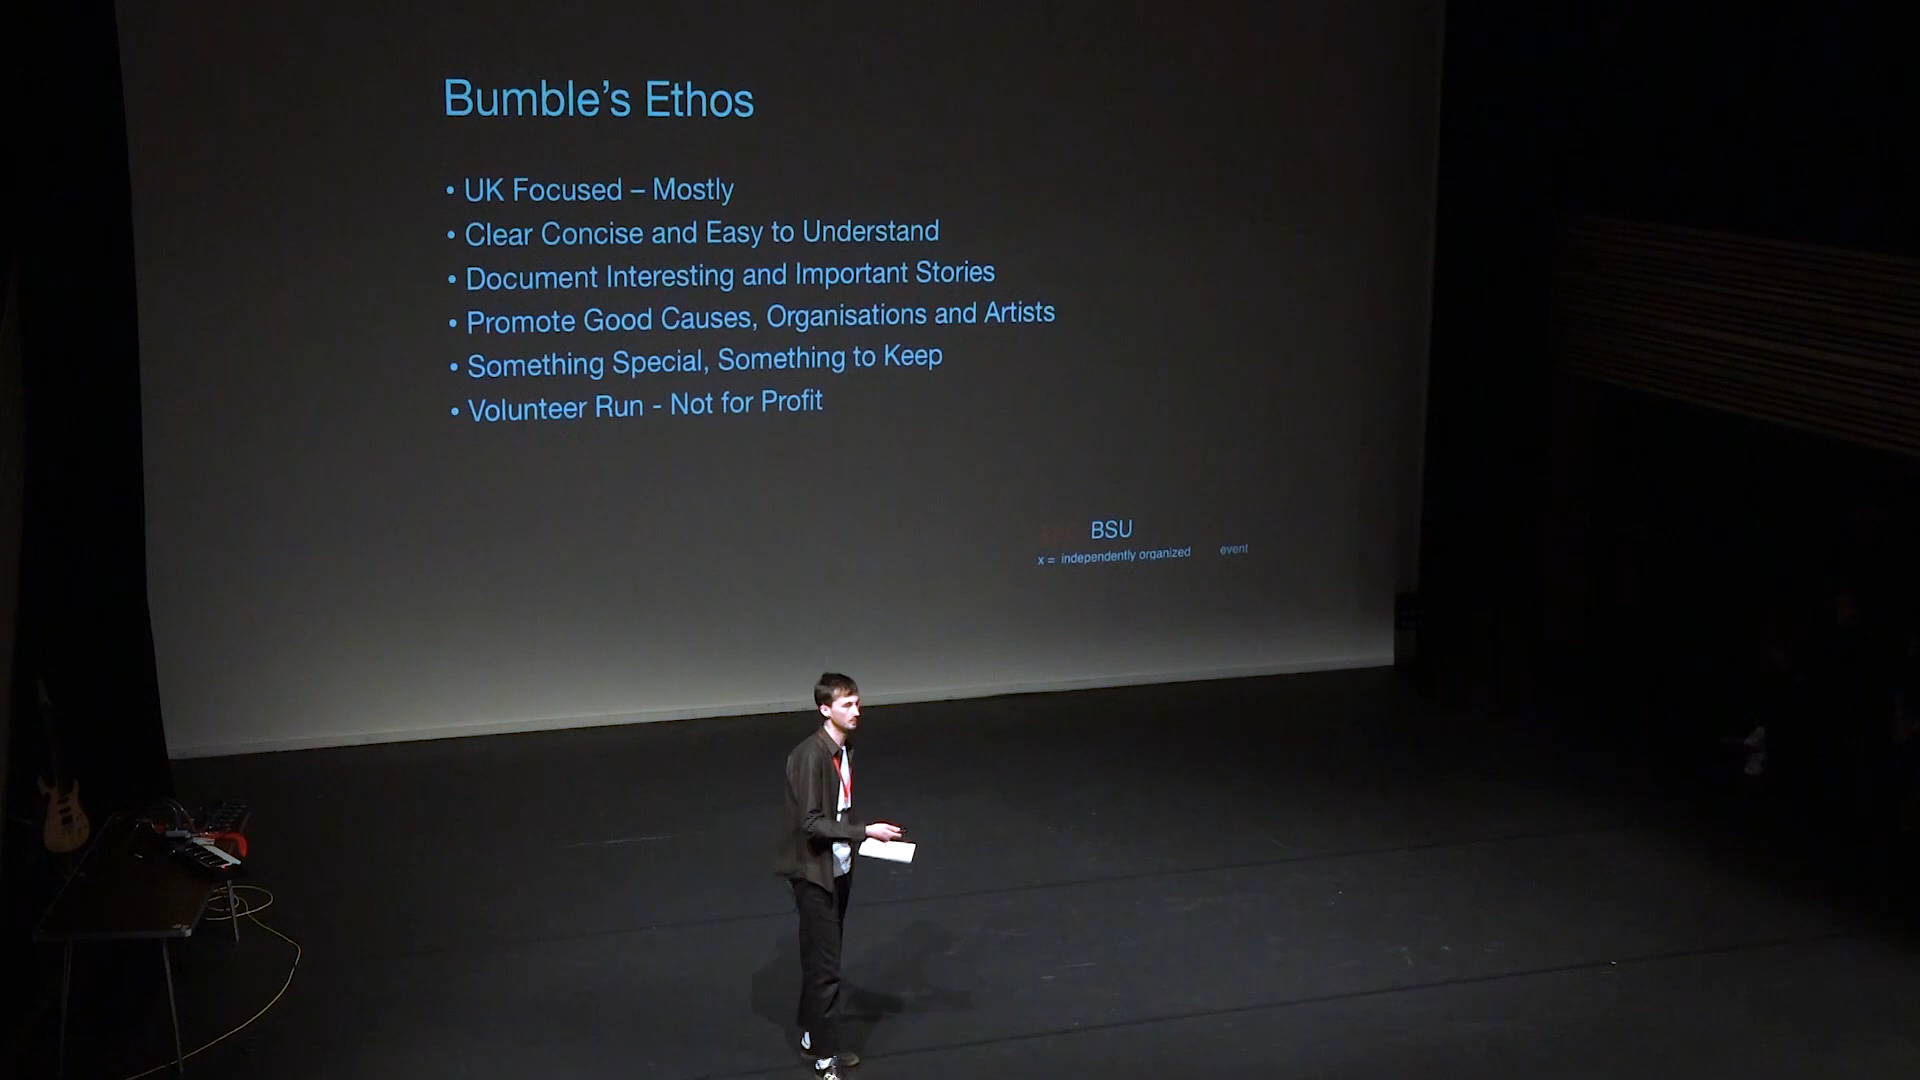 Bumble’s Ethos
• UK Focused – Mostly
• Clear Concise and Easy to Understand
• Document Interesting and Important Stories
• Promote Good Causes, Organisations and Artists
• Something Special, Something to Keep
• Volunteer Run - Not for Profit
BSU
x = independently organized event